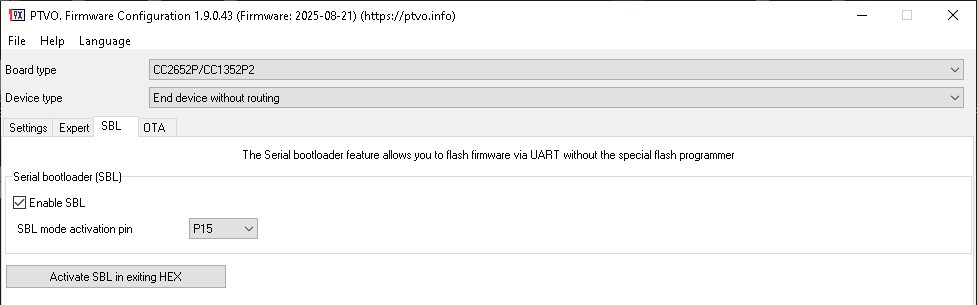 PTVO. Firmware Configuration 1.9.0.43 (Firmware: 2025-08-21) (https://ptvo.info)
File Help Language
Board type CC2652P/CC1352P2
Device type End device without routing
Settings Expert SBL OTA
The Serial bootloader feature allows you to flash firmware via UART without the special flash programmer
Serial bootloader (SBL)
Enable SBL
SBL mode activation pin P15
Activate SBL in exiting HEX